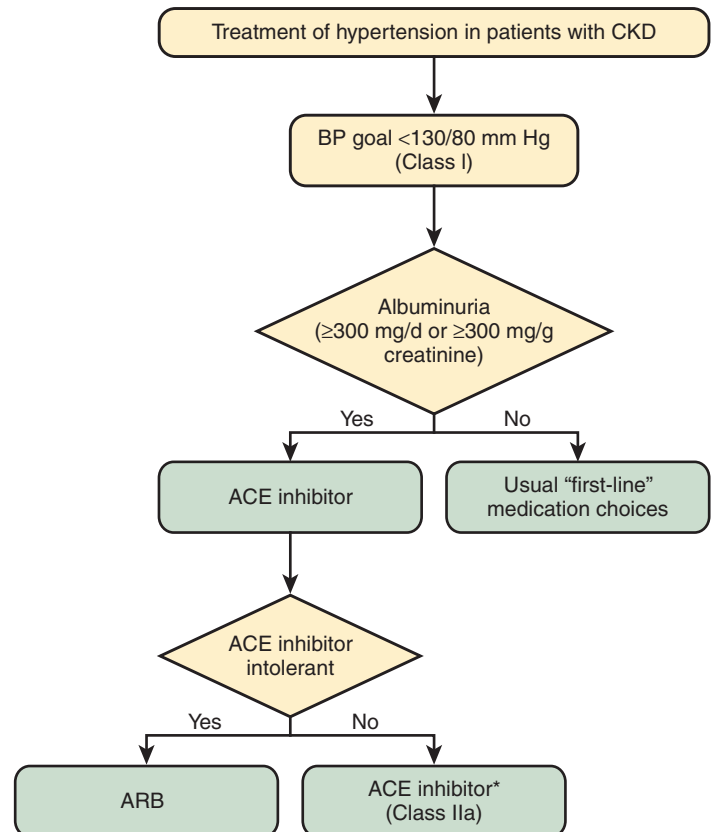 Treatment of hypertension in patients with CKD
BP goal <130/80 mm Hg
(Class I)
Albuminuria
(≥300 mg/d or ≥300 mg/g
creatinine)
Yes
No
ACE inhibitor
Usual “first-line”
medication choices
ACE inhibitor
intolerant
Yes
No
ARB
ACE inhibitor*
(Class IIa)